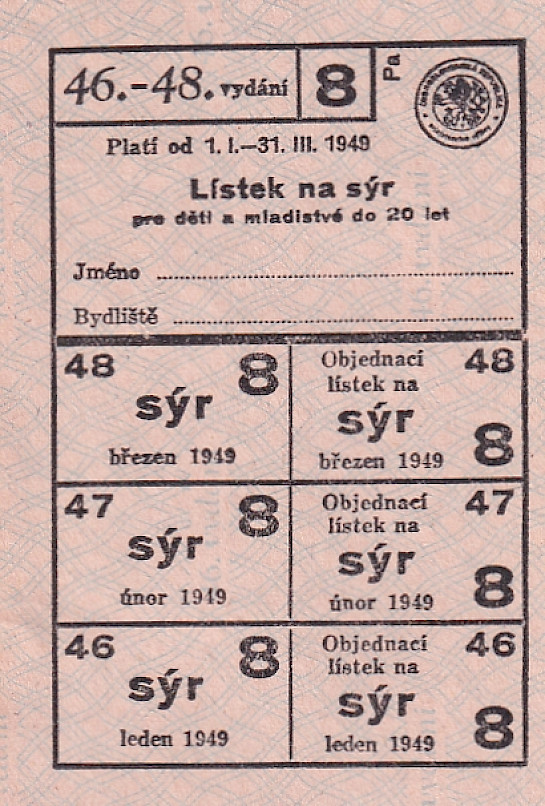 46.-48. vydání 8 Pa
Platí od 1. I.—31. III. 1949
Lístek na sýr
pro děti a mladistvé do 20 let
Jméno
Bydliště
48 8
sýr
březen 1949
Objednací 48
lístek na
sýr
8
březen 1949
47 8
sýr
únor 1949
Objednací 47
lístek na
sýr
8
únor 1949
46 8
sýr
leden 1949
Objednací 46
lístek na
sýr
8
leden 1949